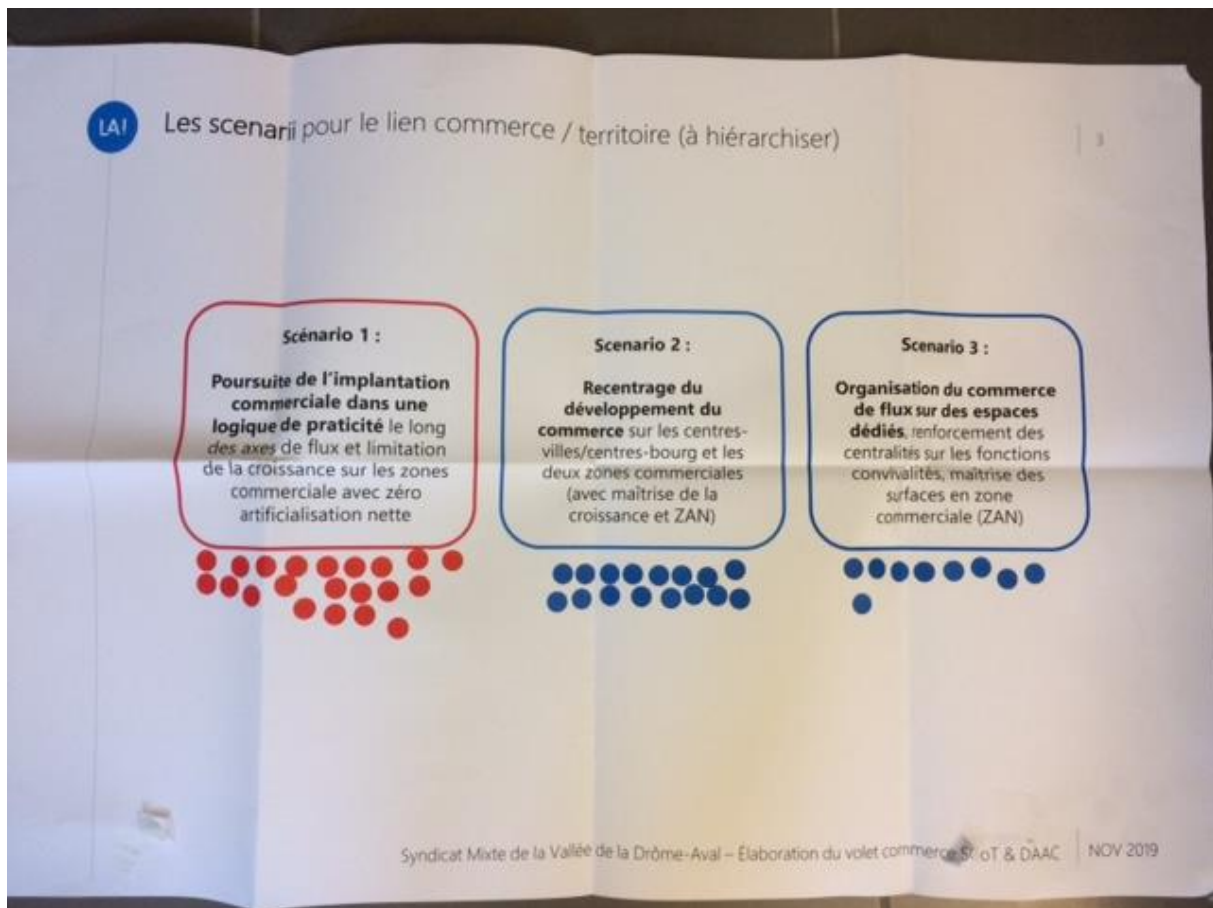 LA!
Les scenarii pour le lien commerce / territoire (à hiérarchiser)
3
Scénario 1 :
Poursuite de l'implantation
commerciale dans une
logique de praticité le long
des axes de flux et limitation
de la croissance sur les zones
commerciale avec zéro
artificialisation nette
Scenario 2 :
Recentrage du
développement du
commerce sur les centres-
villes/centres-bourg et les
deux zones commerciales
(avec maîtrise de la
croissance et ZAN)
Scenario 3 :
Organisation du commerce
de flux sur des espaces
dédiés, renforcement des
centralités sur les fonctions
convivalités, maîtrise des
surfaces en zone
commerciale (ZAN)
Syndicat Mixte de la Vallée de la Drôme-Aval – Élaboration du volet commerce SCoT & DAAC
NOV 2019